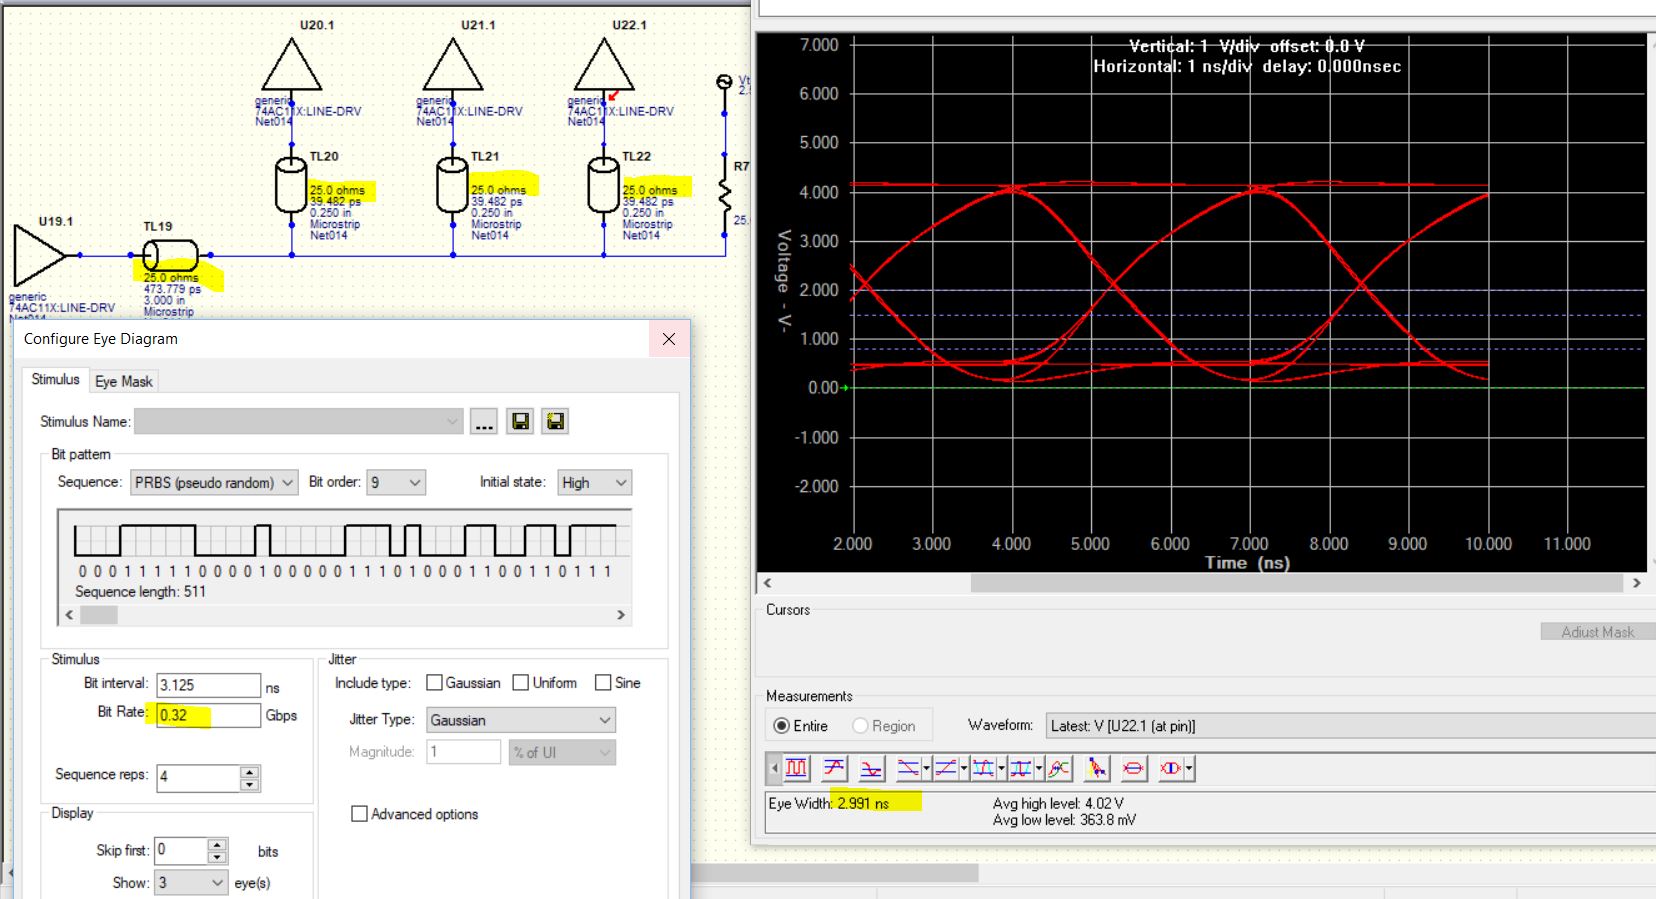 U20.1
U21.1
U22.1
generic
74AC11X:LINE-DRV
Net014
generic
74AC11X:LINE-DRV
Net014
generic
74AC11X:LINE-DRV
Net014
TL20
25.0 ohms
39.482 ps
0.250 in
Microstrip
Net014
TL21
25.0 ohms
39.482 ps
0.250 in
Microstrip
Net014
TL22
25.0 ohms
39.482 ps
0.250 in
Microstrip
Net014
R7
25.
U19.1
generic
74AC11X:LINE-DRV
TL19
25.0 ohms
473.779 ps
3.000 in
Microstrip
Configure Eye Diagram
Stimulus
Eye Mask
Stimulus Name:
...
Bit pattern
Sequence: PRBS (pseudo random) Bit order: 9 Initial state: High
0 0 0 1 1 1 1 1 0 0 0 0 1 0 0 0 0 0 1 1 1 0 1 0 0 0 1 1 0 0 1 1 0 1 1 1
Sequence length: 511
Stimulus
Bit interval: 3.125 ns
Bit Rate: 0.32 Gbps
Sequence reps: 4
Display
Skip first: 0 bits
Show: 3 eye(s)
Jitter
Include type: Gaussian Uniform Sine
Jitter Type: Gaussian
Magnitude: 1 % of UI
Advanced options
Vertical: 1 V/div offset: 0.0 V
Horizontal: 1 ns/div delay: 0.000nsec
7.000
6.000
5.000
4.000
3.000
2.000
1.000
0.00
-1.000
-2.000
Voltage - V-
2.000 3.000 4.000 5.000 6.000 7.000 8.000 9.000 10.000 11.000
Time (ns)
Cursors
Adjust Mask
Measurements
Entire Region Waveform: Latest: V [U22.1 (at pin)]
Eye Width: 2.991 ns
Avg high level: 4.02 V
Avg low level: 363.8 mV